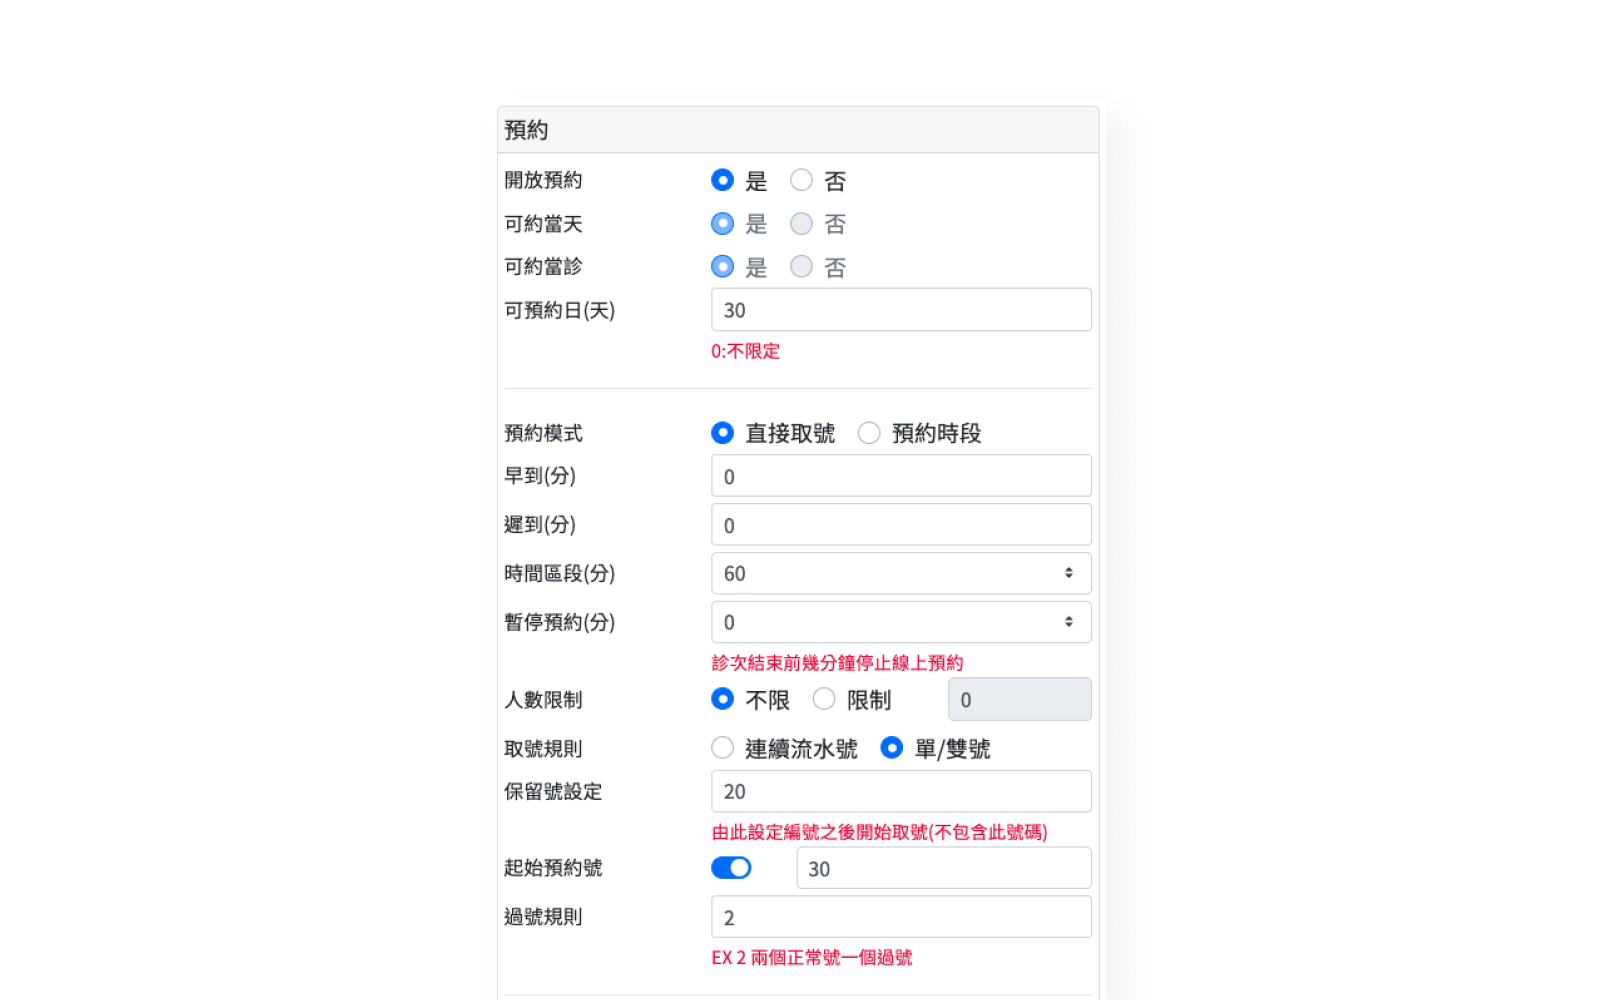 預約
開放預約 是 否
可約當天 是 否
可約當診 是 否
可預約日(天) 30
0:不限定
預約模式 直接取號 預約時段
早到(分) 0
遲到(分) 0
時間區段(分) 60
暫停預約(分) 0
診次結束前幾分鐘停止線上預約
人數限制 不限 限制 0
取號規則 連續流水號 單/雙號
保留號設定 20
由此設定編號之後開始取號(不包含此號碼)
起始預約號 30
過號規則 2
EX 2 兩個正常號一個過號